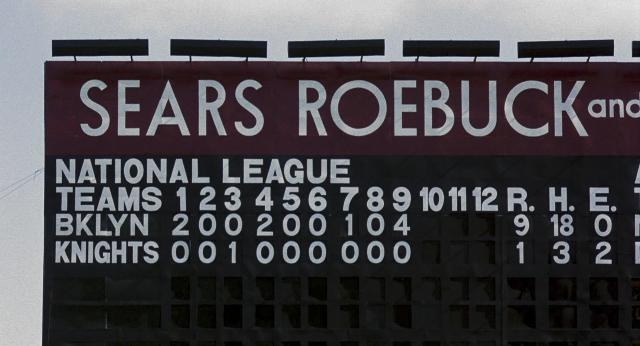 SEARS ROEBUCK and
NATIONAL LEAGUE
TEAMS 1 2 3 4 5 6 7 8 9 10 11 12 R. H. E.
BKLYN 2 0 0 2 0 0 1 0 4 9 18 0
KNIGHTS 0 0 1 0 0 0 0 0 0 1 3 2